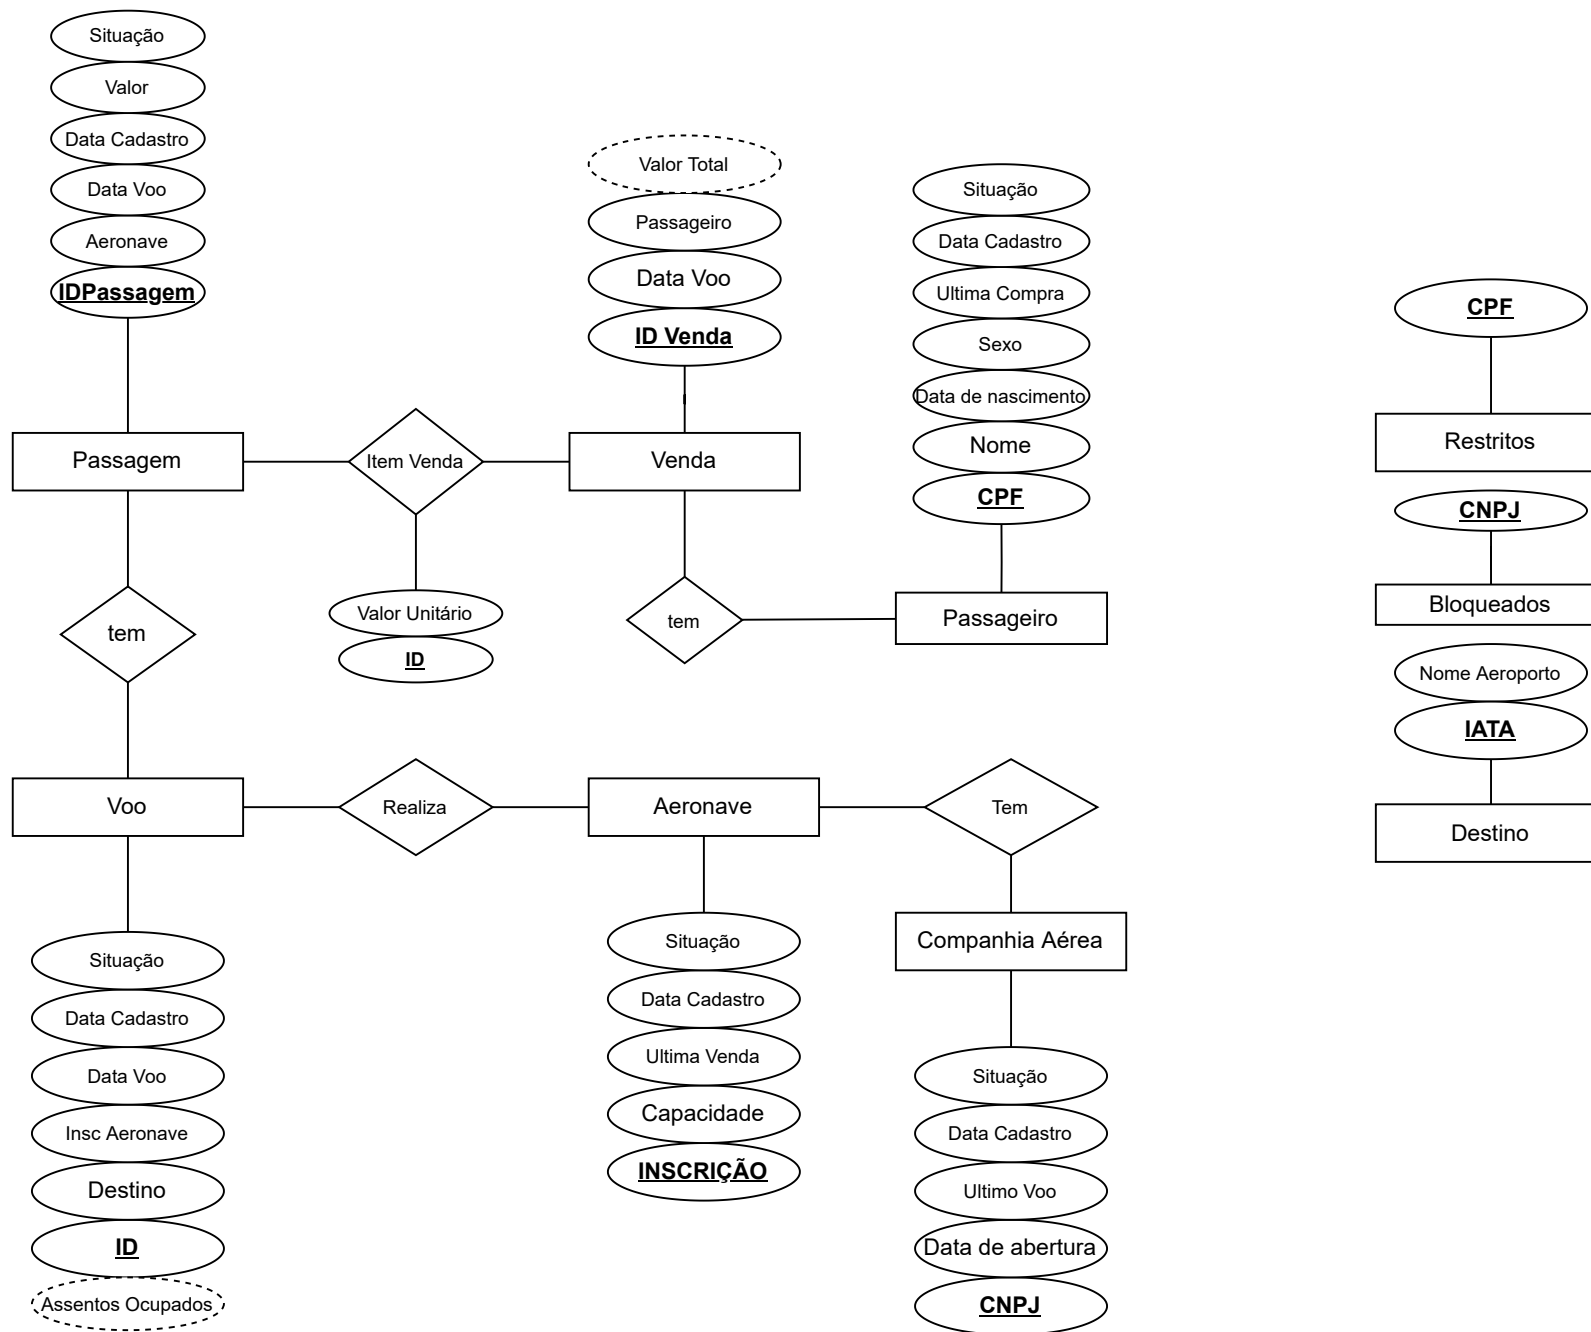 Situação
Valor
Data Cadastro
Data Voo
Aeronave
IDPassagem
Passagem
Item Venda
Valor Unitário
ID
Valor Total
Passageiro
Data Voo
ID Venda
Venda
tem
Situação
Data Cadastro
Ultima Compra
Sexo
Data de nascimento
Nome
CPF
Passageiro
CPF
Restritos
CNPJ
Bloqueados
Nome Aeroporto
IATA
Destino
tem
Voo
Realiza
Aeronave
Tem
Companhia Aérea
Situação
Data Cadastro
Data Voo
Insc Aeronave
Destino
ID
Assentos Ocupados
Situação
Data Cadastro
Ultima Venda
Capacidade
INSCRIÇÃO
Situação
Data Cadastro
Ultimo Voo
Data de abertura
CNPJ